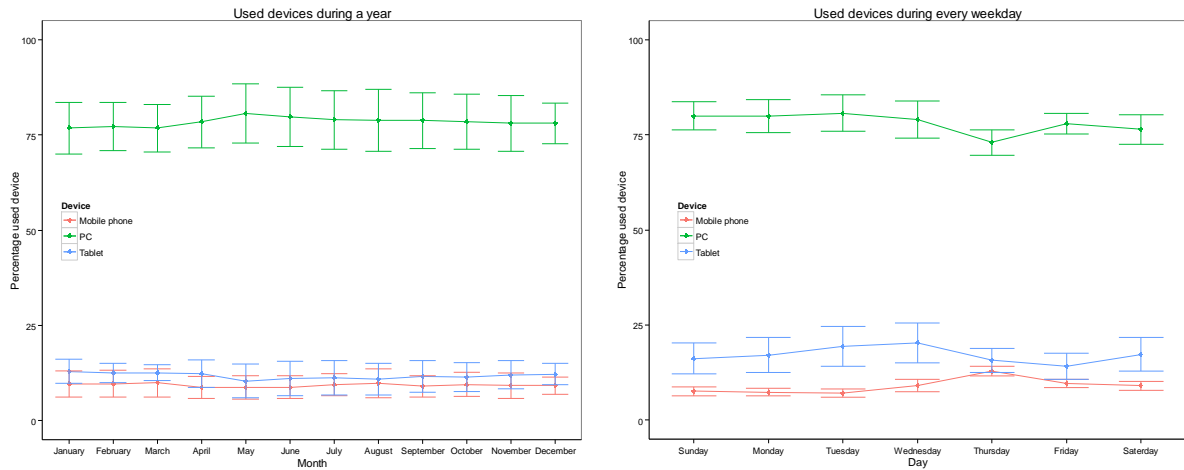 Used devices during a year
100
75
50
25
0
Percentage used device
Device
Mobile phone
PC
Tablet
January February March April May June July August September October November December
Month
Used devices during every weekday
100
75
50
25
0
Percentage used device
Device
Mobile phone
PC
Tablet
Sunday Monday Tuesday Wednesday Thursday Friday Saterday
Day